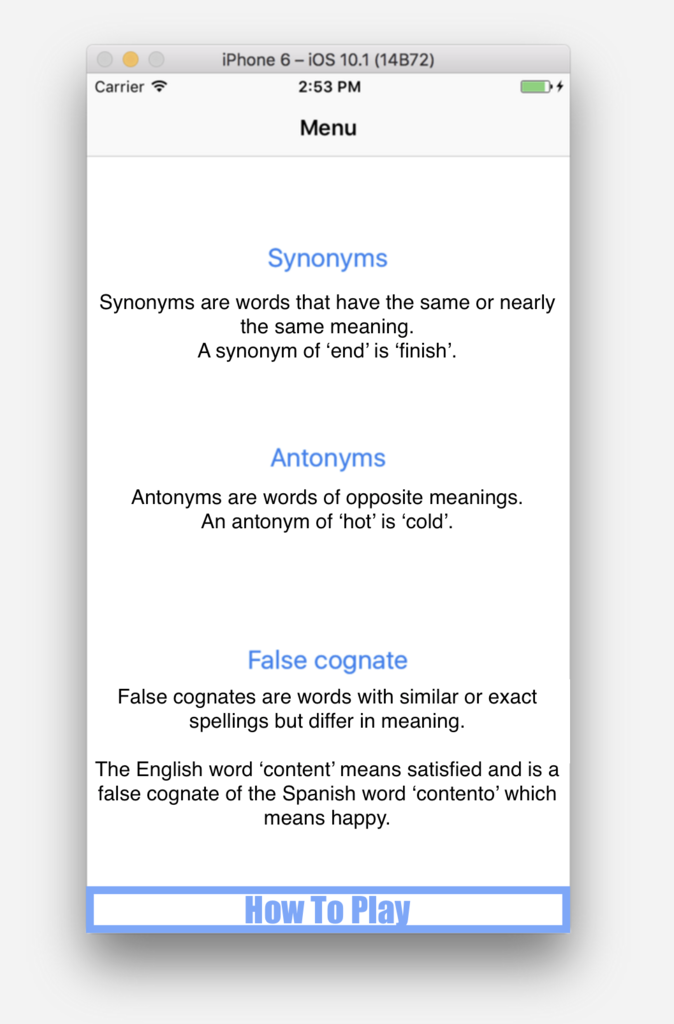 iPhone 6 – iOS 10.1 (14B72)
Carrier 2:53 PM
Menu
Synonyms
Synonyms are words that have the same or nearly
the same meaning.
A synonym of ‘end’ is ‘finish’.
Antonyms
Antonyms are words of opposite meanings.
An antonym of ‘hot’ is ‘cold’.
False cognate
False cognates are words with similar or exact
spellings but differ in meaning.
The English word ‘content’ means satisfied and is a
false cognate of the Spanish word ‘contento’ which
means happy.
How To Play